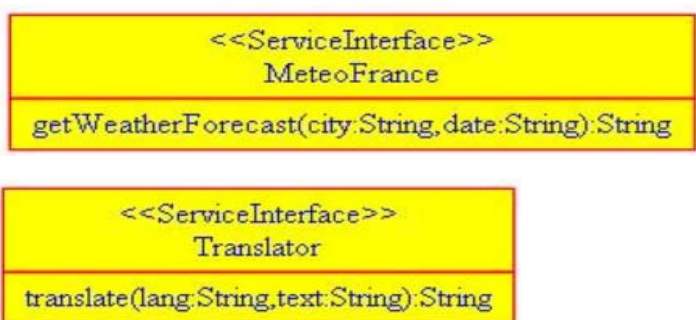 <<ServiceInterface>>
MeteoFrance
getWeatherForecast(city:String,date:String):String
<<ServiceInterface>>
Translator
translate(lang:String,text:String):String